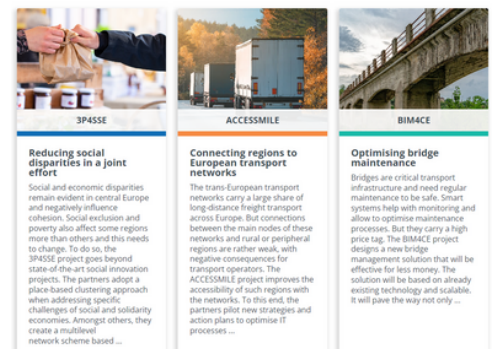 3P4SSE
Reducing social
disparities in a joint
effort
Social and economic disparities
remain evident in central Europe
and negatively influence
cohesion. Social exclusion and
poverty also affect some regions
more than others and this needs
to change. To do so, the
3P4SSE project goes beyond
state-of-the-art social innovation
projects. The partners adopt a
place-based clustering approach
when addressing specific
challenges of social and solidarity
economies. Amongst others, they
create a multilevel
network scheme based ...
ACCESSMILE
Connecting regions to
European transport
networks
The trans-European transport
networks carry a large share of
long-distance freight transport
across Europe. But connections
between the main nodes of these
networks and rural or peripheral
regions are rather weak, with
negative consequences for
transport operators. The
ACCESSMILE project improves the
accessibility of such regions with
the networks. To this end, the
partners pilot new strategies and
action plans to optimise IT
processes ...
BIM4CE
Optimising bridge
maintenance
Bridges are critical transport
infrastructure and need regular
maintenance to be safe. Smart
systems help with monitoring and
allow to optimise maintenance
processes. But they carry a high
price tag. The BIM4CE project
designs a new bridge
management solution that will be
effective for less money. The
solution will be based on already
existing technology and scalable.
It will pave the way not only ...